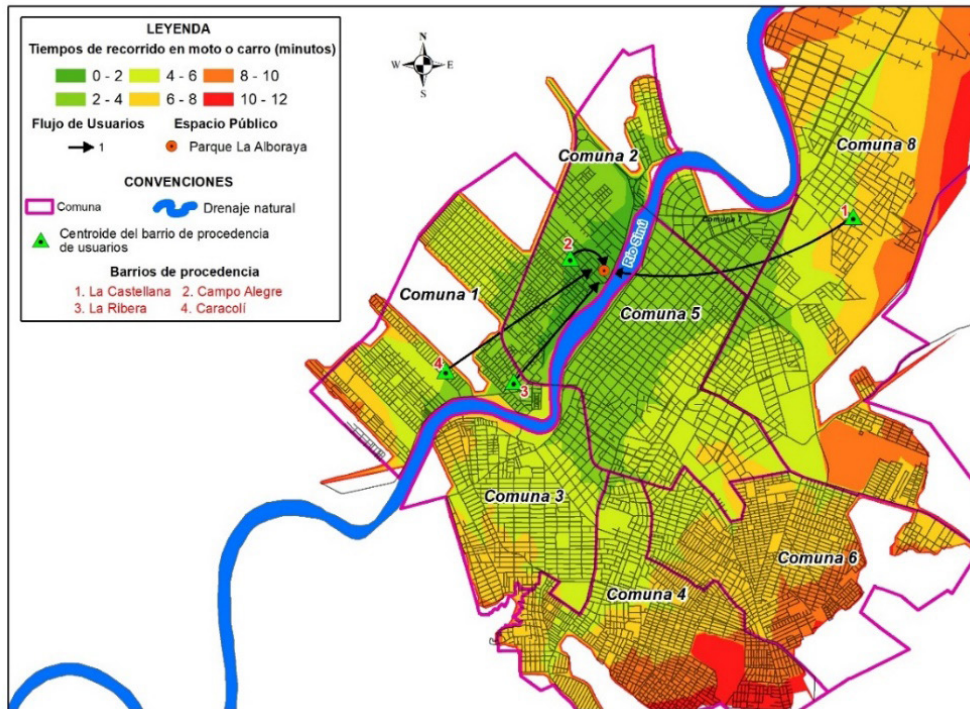 LEYENDA
Tiempos de recorrido en moto o carro (minutos)
0 - 2 4 - 6 8 - 10
2 - 4 6 - 8 10 - 12
Flujo de Usuarios Espacio Público
1 Parque La Alboraya
CONVENCIONES
Comuna Drenaje natural
Centroide del barrio de procedencia
de usuarios
Barrios de procedencia
1. La Castellana 2. Campo Alegre
3. La Ribera 4. Caracolí
N
W E
S
Comuna 2
Comuna 8
1
Comuna 7
Río Sinú
2
Comuna 1
Comuna 5
4
3
Comuna 3
Comuna 6
Comuna 4